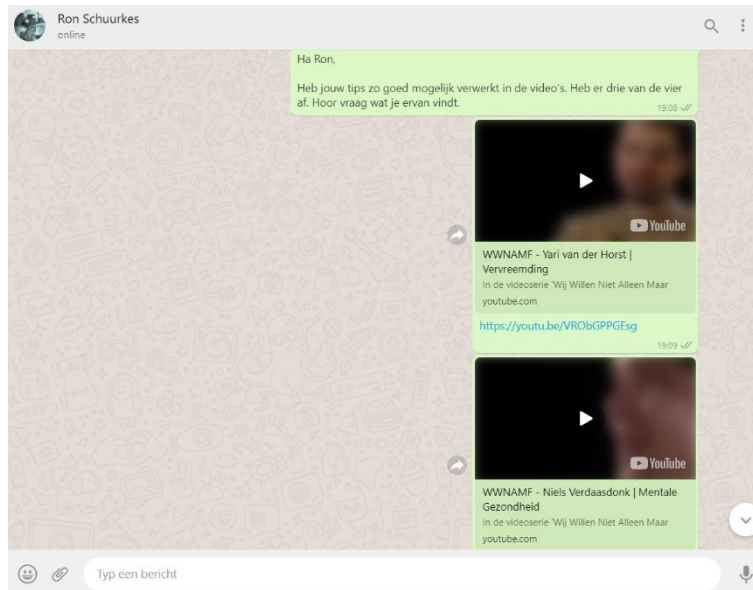 Ron Schuurkes
online
Ha Ron,
Heb jouw tips zo goed mogelijk verwerkt in de video's. Heb er drie van de vier
af. Hoor vraag wat je ervan vindt.
19:08
YouTube
WWNAMF - Yari van der Horst |
Vervreemding
In de videoserie 'Wij Willen Niet Alleen Maar
youtube.com
https://youtu.be/VRObGPPGEsg
19:09
YouTube
WWNAMF - Niels Verdaasdonk | Mentale
Gezondheid
In de videoserie 'Wij Willen Niet Alleen Maar
youtube.com
Typ een bericht